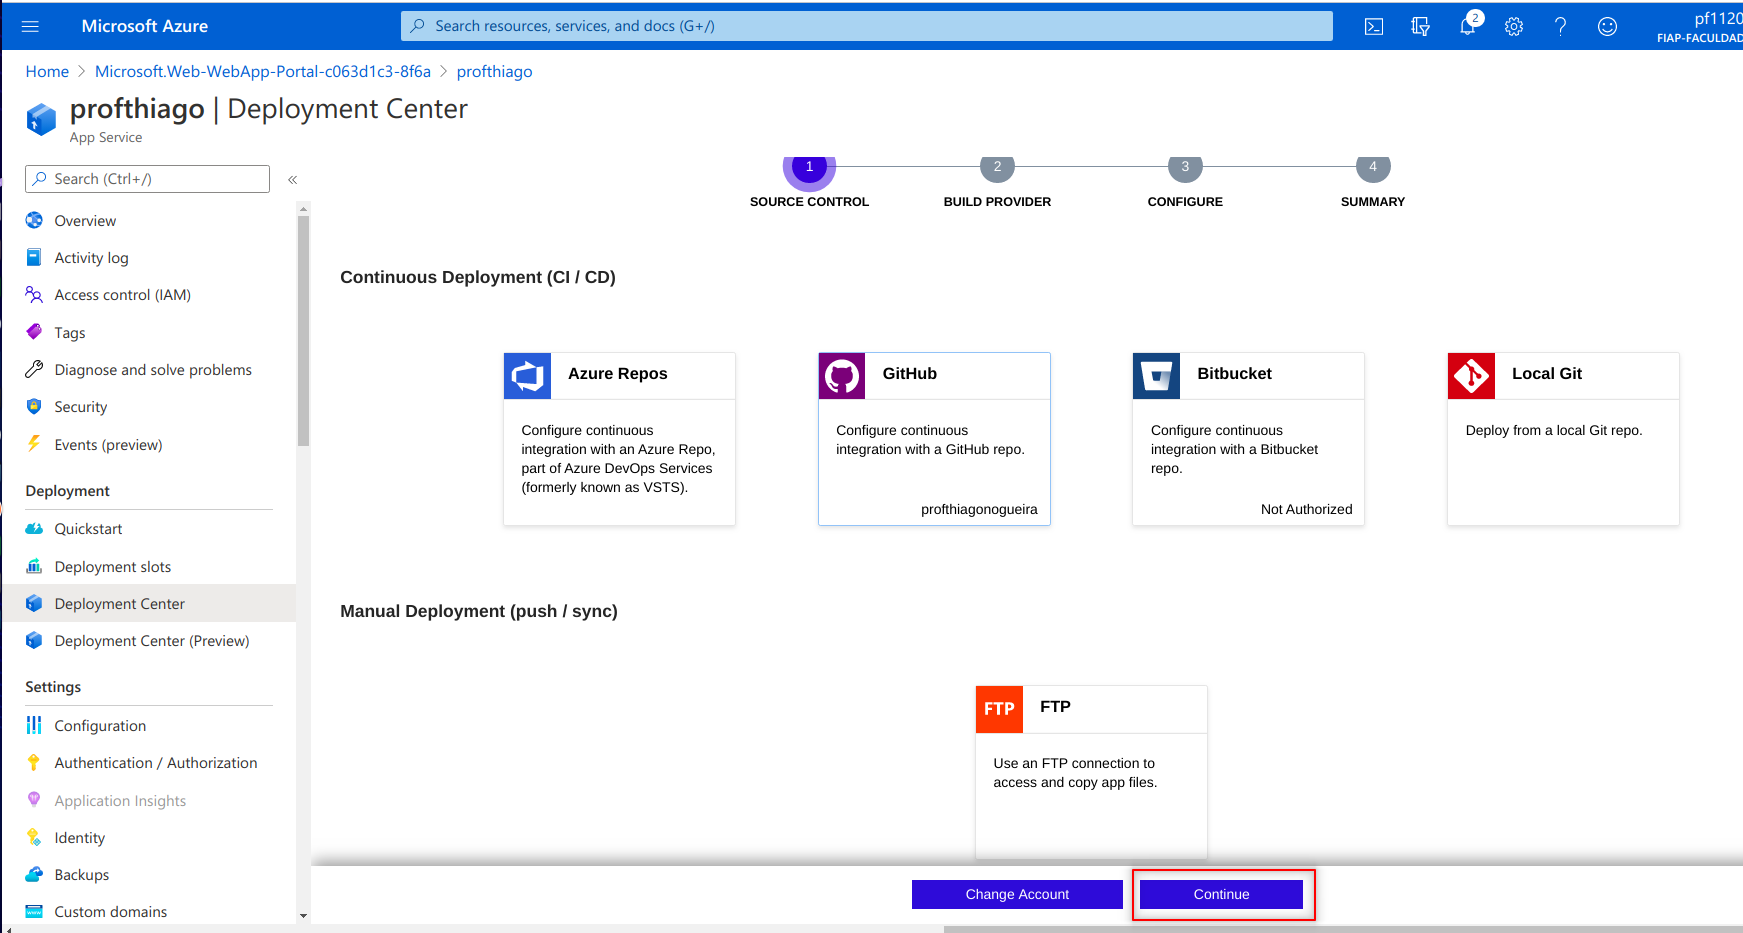 Microsoft Azure
Search resources, services, and docs (G+/)
2
pf1120
FIAP-FACULDAD
Home > Microsoft.Web-WebApp-Portal-c063d1c3-8f6a > profthiago
profthiago | Deployment Center
App Service
Search (Ctrl+/)
«
Overview
Activity log
Access control (IAM)
Tags
Diagnose and solve problems
Security
Events (preview)
Deployment
Quickstart
Deployment slots
Deployment Center
Deployment Center (Preview)
Settings
Configuration
Authentication / Authorization
Application Insights
Identity
Backups
Custom domains
1
SOURCE CONTROL
2
BUILD PROVIDER
3
CONFIGURE
4
SUMMARY
Continuous Deployment (CI / CD)
Azure Repos
Configure continuous
integration with an Azure Repo,
part of Azure DevOps Services
(formerly known as VSTS).
GitHub
Configure continuous
integration with a GitHub repo.
profthiagonogueira
Bitbucket
Configure continuous
integration with a Bitbucket
repo.
Not Authorized
Local Git
Deploy from a local Git repo.
Manual Deployment (push / sync)
FTP
FTP
Use an FTP connection to
access and copy app files.
Change Account
Continue